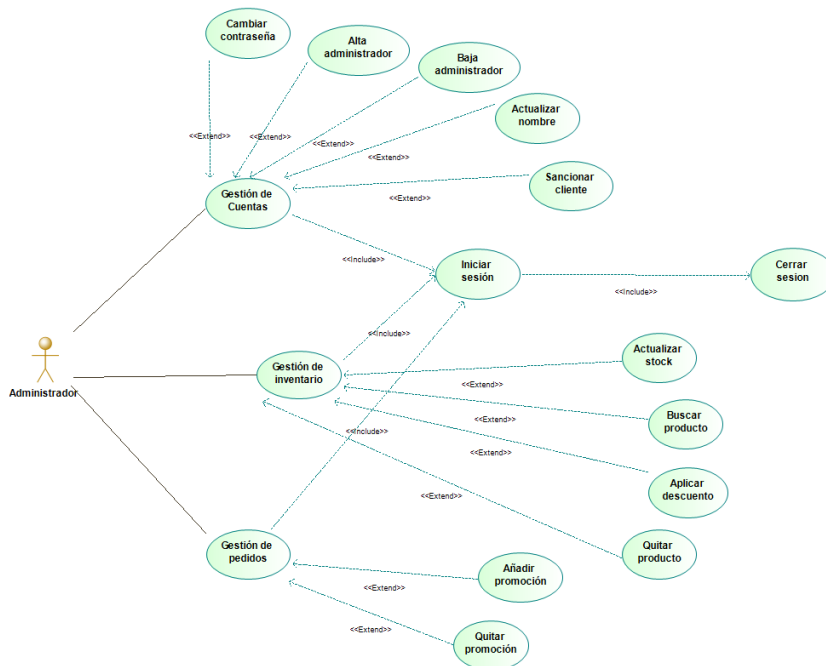 Cambiar
contraseña
Alta
administrador
Baja
administrador
Actualizar
nombre
<<Extend>>
<<Extend>>
<<Extend>>
<<Extend>>
Sancionar
cliente
<<Extend>>
Gestión de
Cuentas
<<Include>>
Iniciar
sesión
Cerrar
sesion
<<Include>>
<<Include>>
Administrador
Gestión de
inventario
Actualizar
stock
<<Extend>>
Buscar
producto
<<Extend>>
<<Include>>
<<Extend>>
Aplicar
descuento
<<Extend>>
Quitar
producto
Gestión de
pedidos
Añadir
promoción
<<Extend>>
<<Extend>>
Quitar
promoción